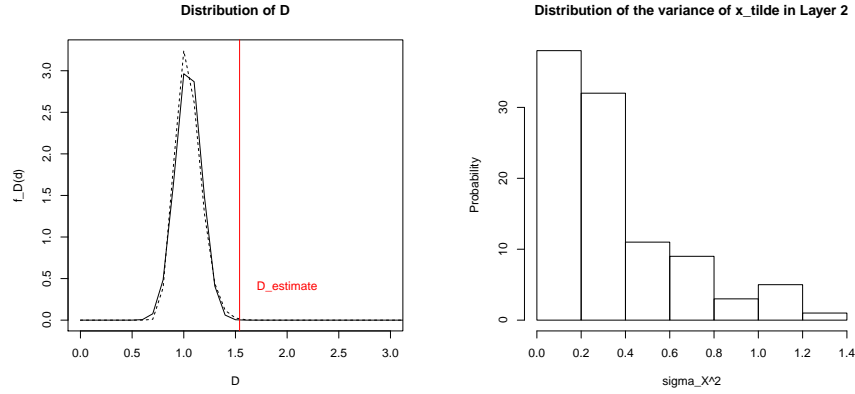 Distribution of D
f_D(d)
0.0 0.5 1.0 1.5 2.0 2.5 3.0
D_estimate
0.0 0.5 1.0 1.5 2.0 2.5 3.0
D
Distribution of the variance of x_tilde in Layer 2
Probability
0 10 20 30
0.0 0.2 0.4 0.6 0.8 1.0 1.2 1.4
sigma_X^2